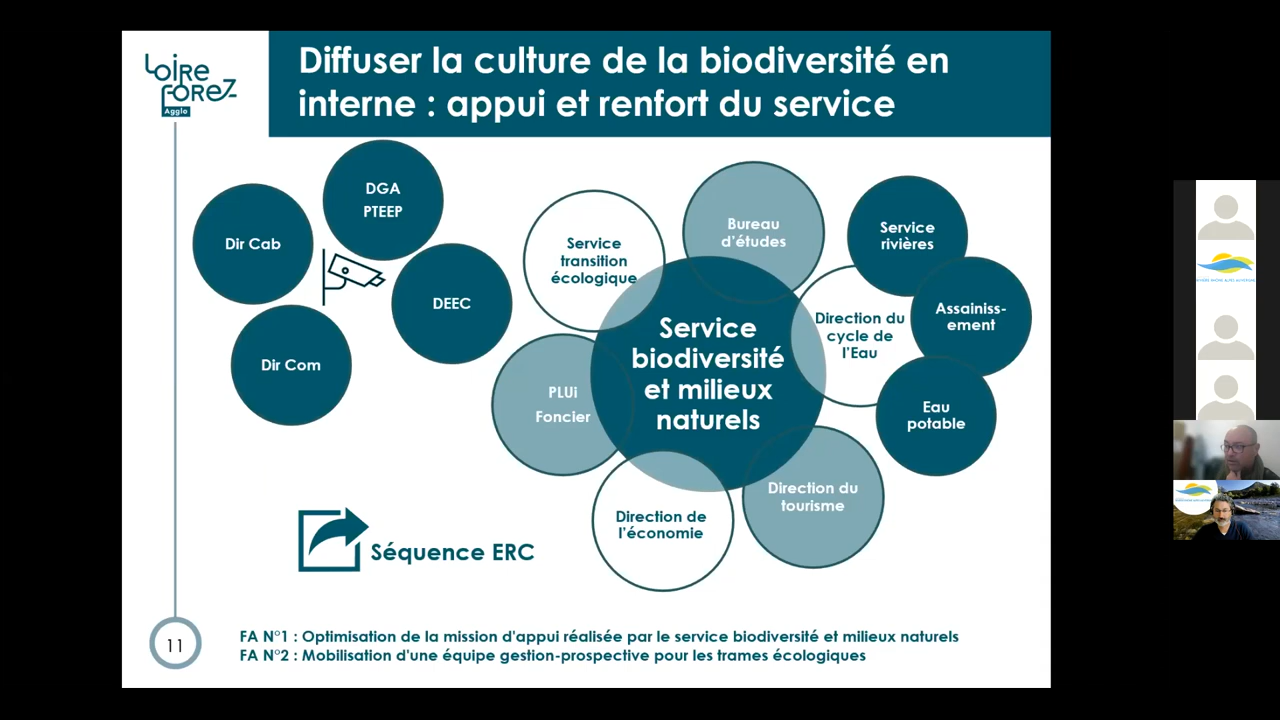 Loire
Forez
Agglo
Diffuser la culture de la biodiversité en
interne : appui et renfort du service
DGA
PTEEP
Dir Cab
DEEC
Dir Com
Service
transition
écologique
Bureau
d'études
Service
rivières
Direction du
cycle de
l'Eau
Assainiss-
ement
Eau
potable
Service
biodiversité
et milieux
naturels
PLUi
Foncier
Direction de
l'économie
Direction du
tourisme
Séquence ERC
11
FA N°1 : Optimisation de la mission d'appui réalisée par le service biodiversité et milieux naturels
FA N°2 : Mobilisation d'une équipe gestion-prospective pour les trames écologiques